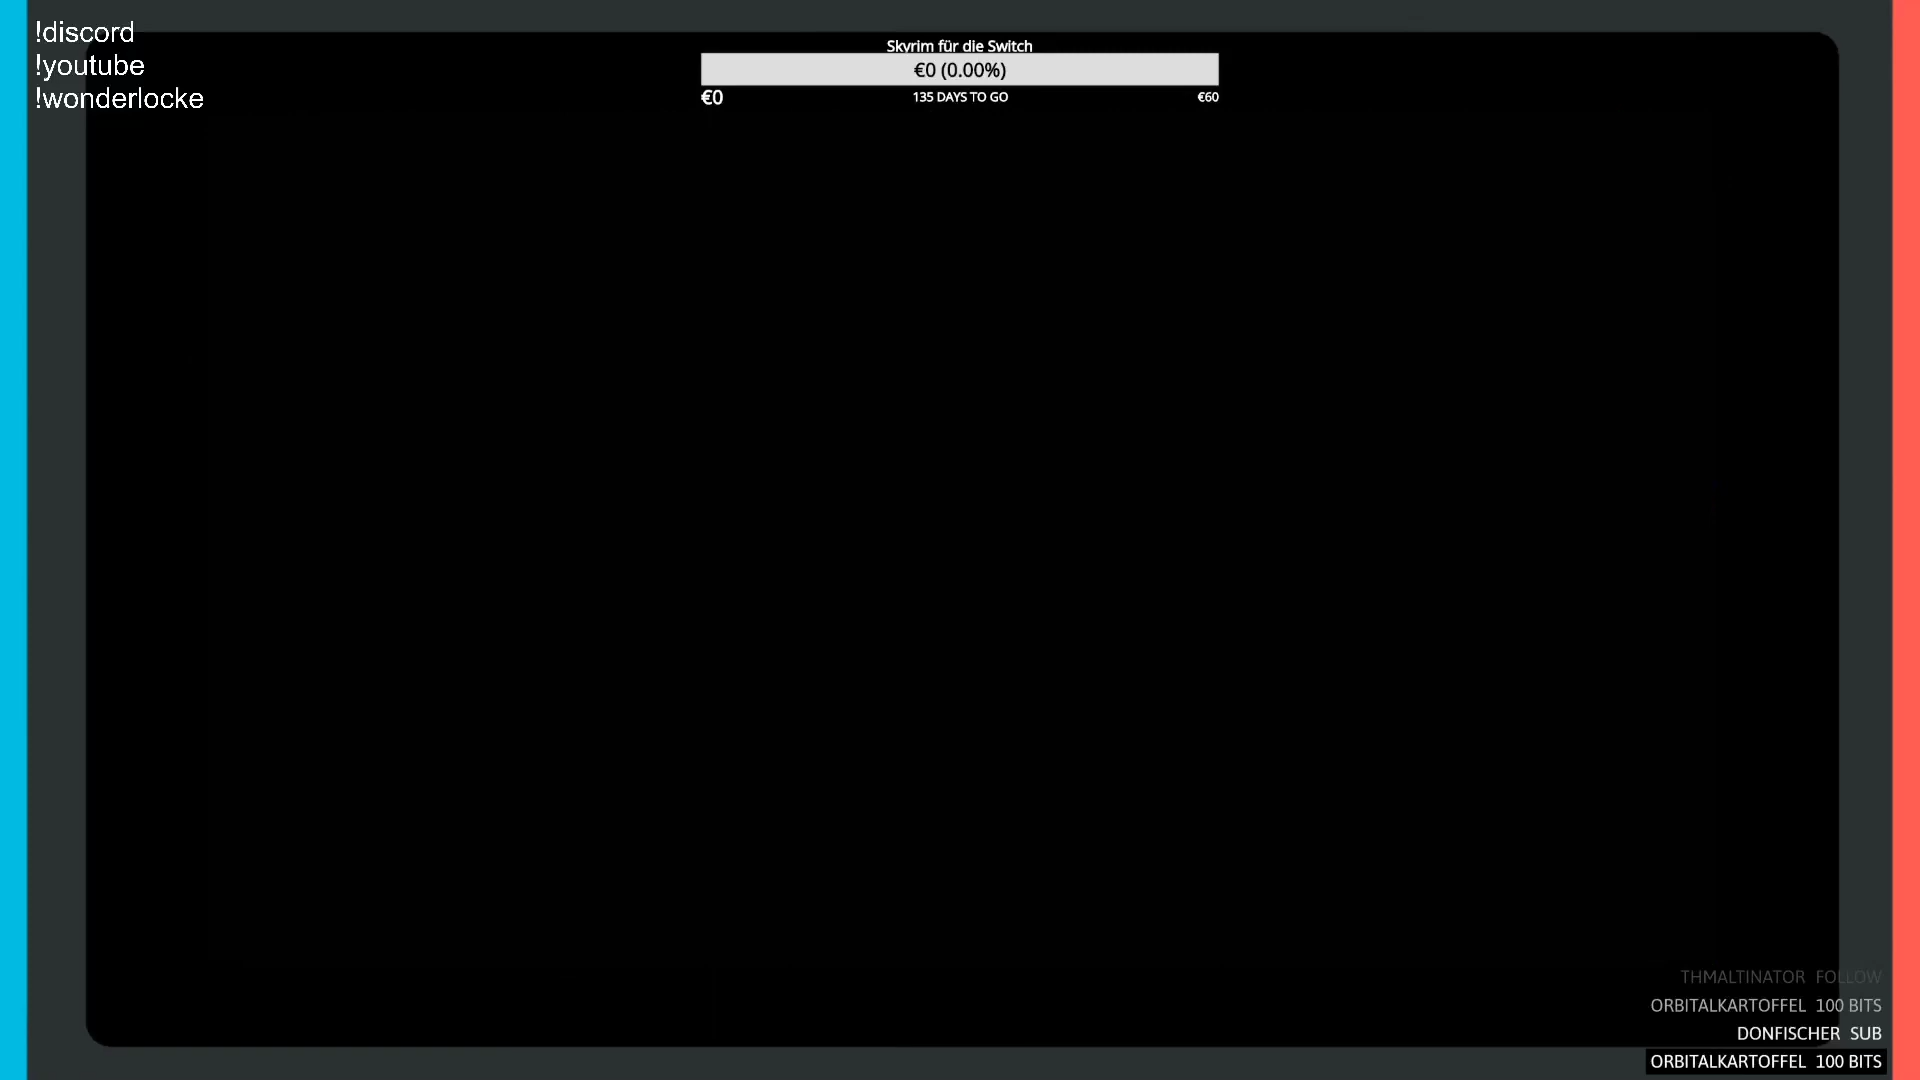 !discord
!youtube
!wonderlocke
Skyrim für die Switch
€0 (0.00%)
€0 135 DAYS TO GO €60
THMALTINATOR FOLLOW
ORBITALKARTOFFEL 100 BITS
DONFISCHER SUB
ORBITALKARTOFFEL 100 BITS